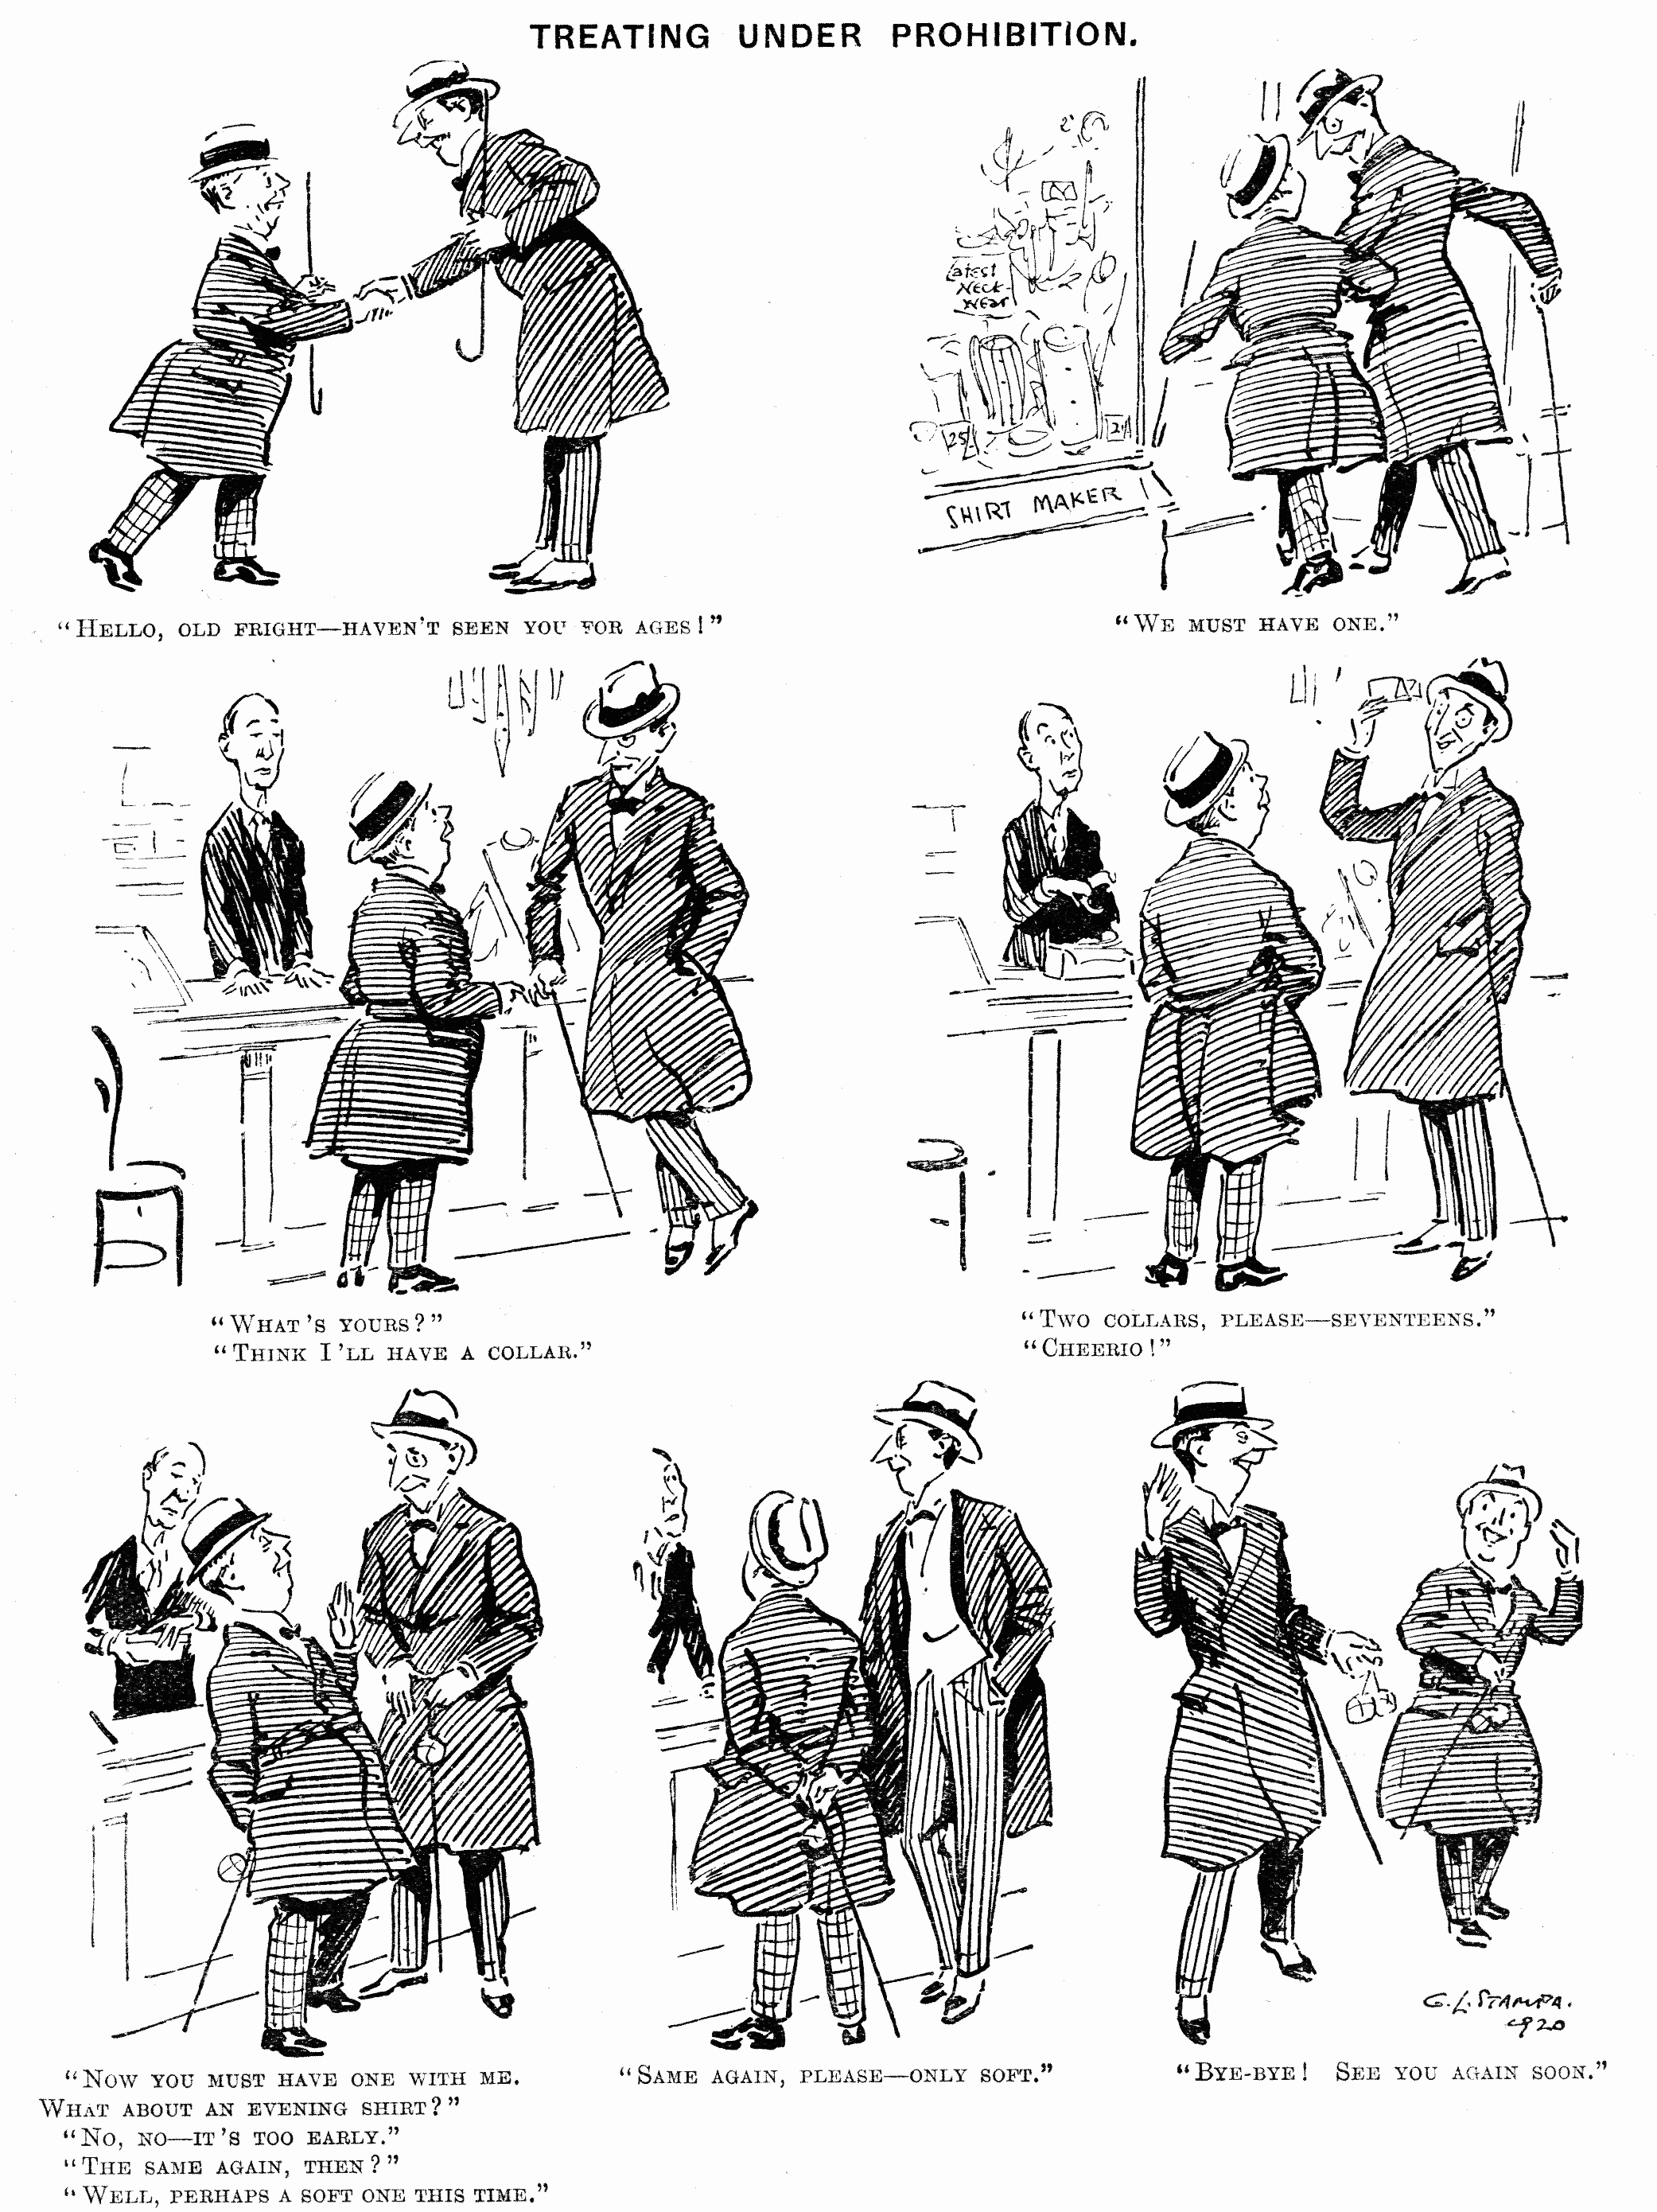 TREATING UNDER PROHIBITION.
Latest
Neck-
Wear
25/-
SHIRT MAKER
"Hello, old fright—haven't seen you for ages!"
"We must have one."
"What's yours?"
"Think I'll have a collar."
"Two collars, please—seventeens."
"Cheerio!"
"Now you must have one with me.
What about an evening shirt?"
"No, no—it's too early."
"The same again, then?"
"Well, perhaps a soft one this time."
"Same again, please—only soft."
"Bye-bye! See you again soon."
G. L. STAMPA.
1920